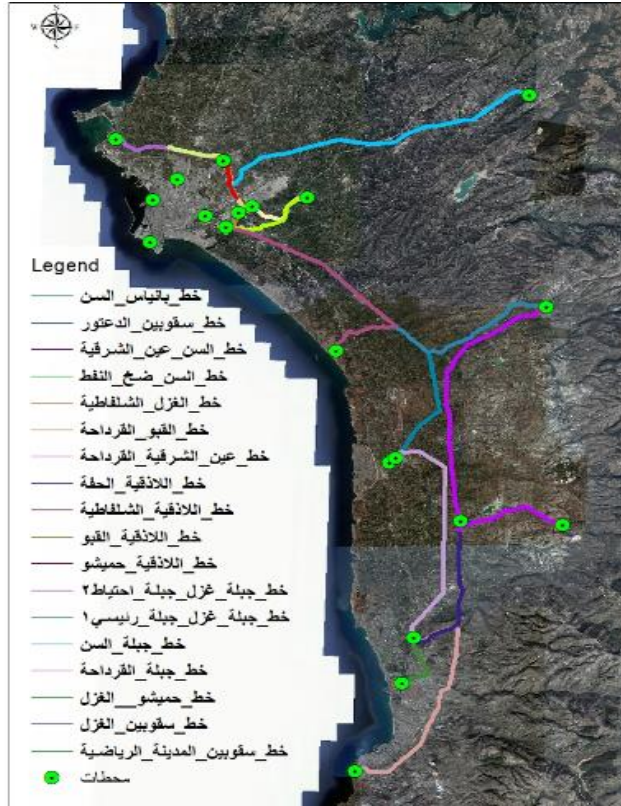 Legend
خط_بانياس_السن
خط_سقوبين_الدعتور
خط_السن_عين_الشرقية
خط_السن_ضخ_النفط
خط_الغزل_الشلفاطية
خط_القبو_القرداحة
خط_عين_الشرقية_القرداحة
خط_اللاذقية_الحفة
خط_اللاذقية_الشلفاطية
خط_اللاذقية_القبو
خط_اللاذقية_حميشو
خط_جبلة_غزل_جبلة_احتياط٢
خط_جبلة_غزل_جبلة_رئيسي١
خط_جبلة_السن
خط_جبلة_القرداحة
خط_حميشو__الغزل
خط_سقوبين_الغزل
خط_سقوبين_المدينة_الرياضية
محطات